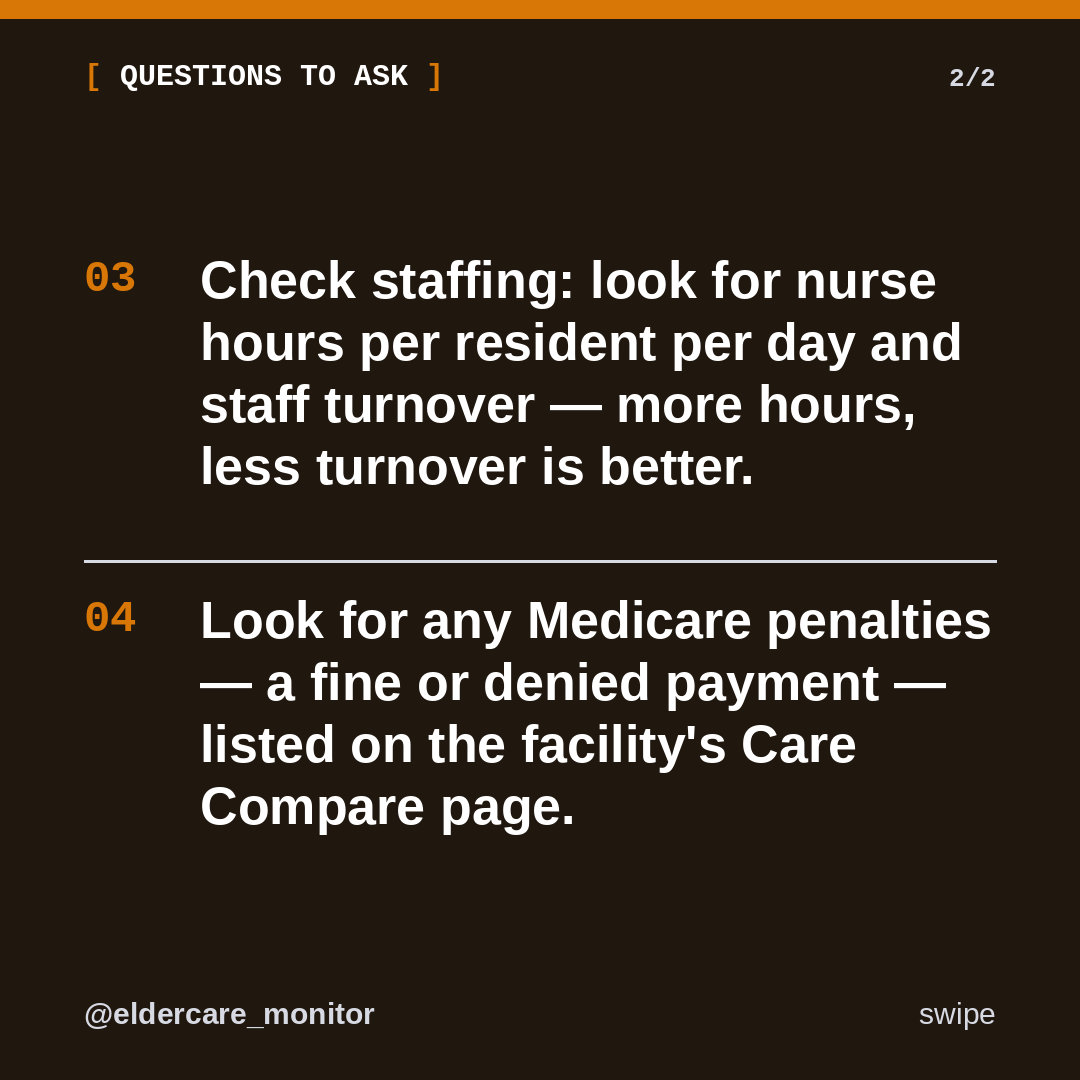 [ QUESTIONS TO ASK ]
2/2
03
Check staffing: look for nurse
hours per resident per day and
staff turnover — more hours,
less turnover is better.
04
Look for any Medicare penalties
— a fine or denied payment —
listed on the facility's Care
Compare page.
@eldercare_monitor
swipe